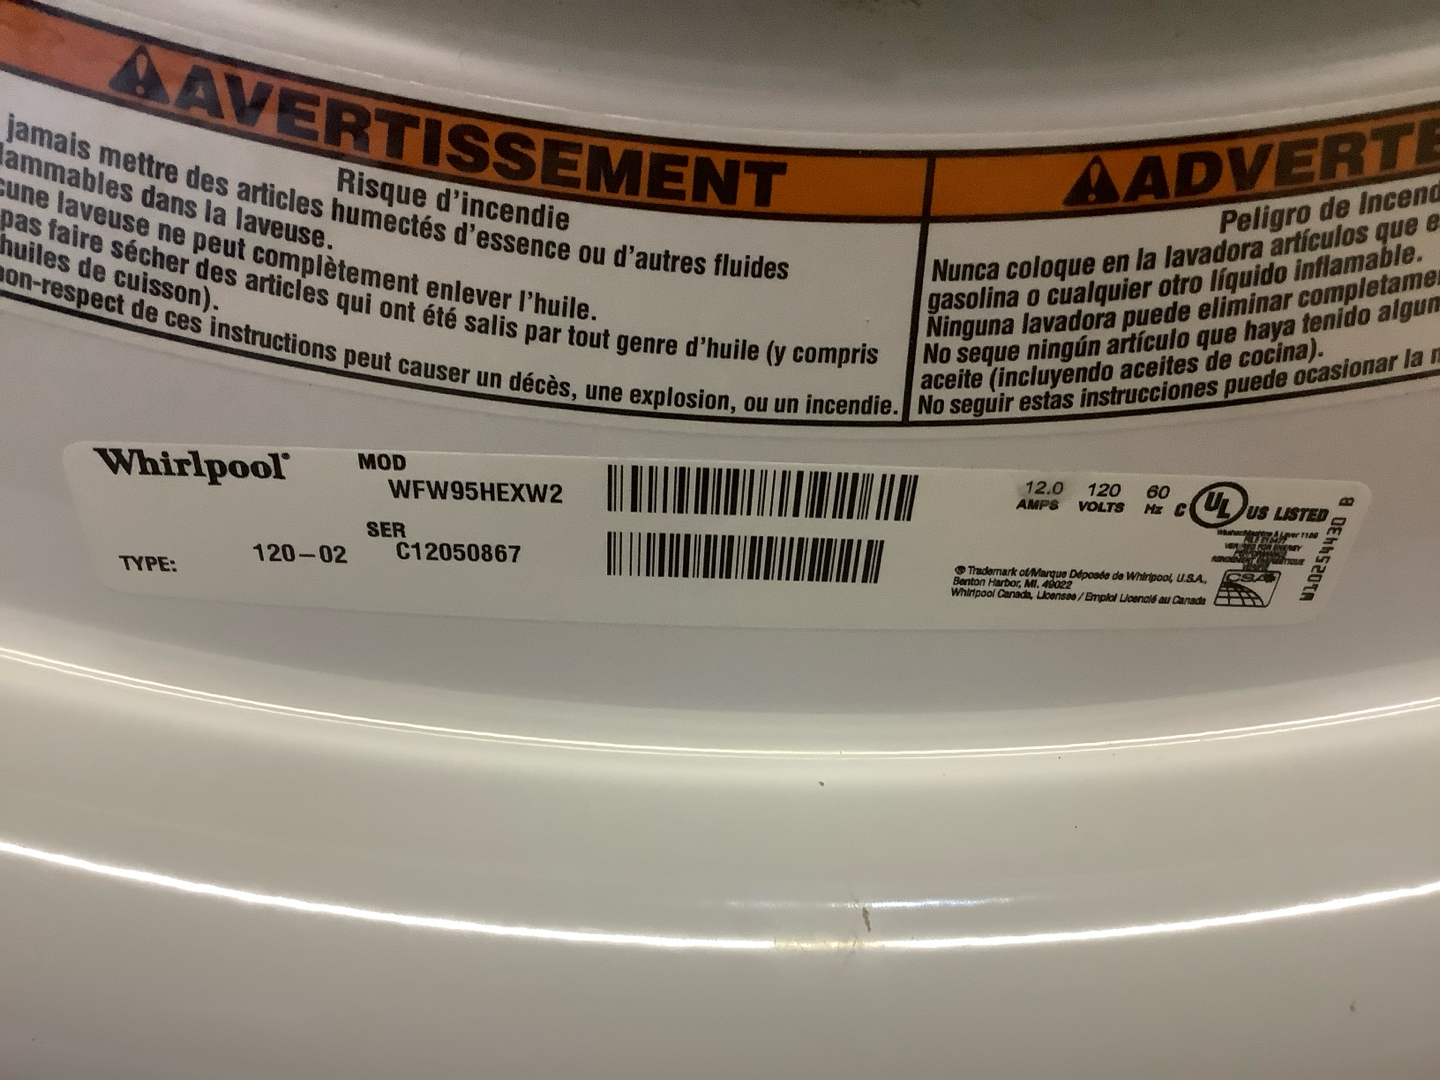 AVERTISSEMENT
Risque d'incendie
jamais mettre des articles humectés d'essence ou d'autres fluides
lammables dans la laveuse.
cune laveuse ne peut complètement enlever l'huile.
pas faire sécher des articles qui ont été salis par tout genre d'huile (y compris
huiles de cuisson).
non-respect de ces instructions peut causer un décès, une explosion, ou un incendie.
ADVERTE
Peligro de Incend
Nunca coloque en la lavadora artículos que e
gasolina o cualquier otro líquido inflamable.
Ninguna lavadora puede eliminar completame
No seque ningún artículo que haya tenido algun
aceite (incluyendo aceites de cocina).
No seguir estas instrucciones puede ocasionar la m
Whirlpool®
MOD
WFW95HEXW2
SER
C12050867
TYPE: 120-02
12.0 120 60
AMPS VOLTS Hz
C UL US LISTED
® Trademark of/Marque Déposée de Whirlpool, U.S.A.,
Benton Harbor, MI. 49022
Whirlpool Canada, Licensee / Emploi Licencié au Canada
CSA
W10254430 B